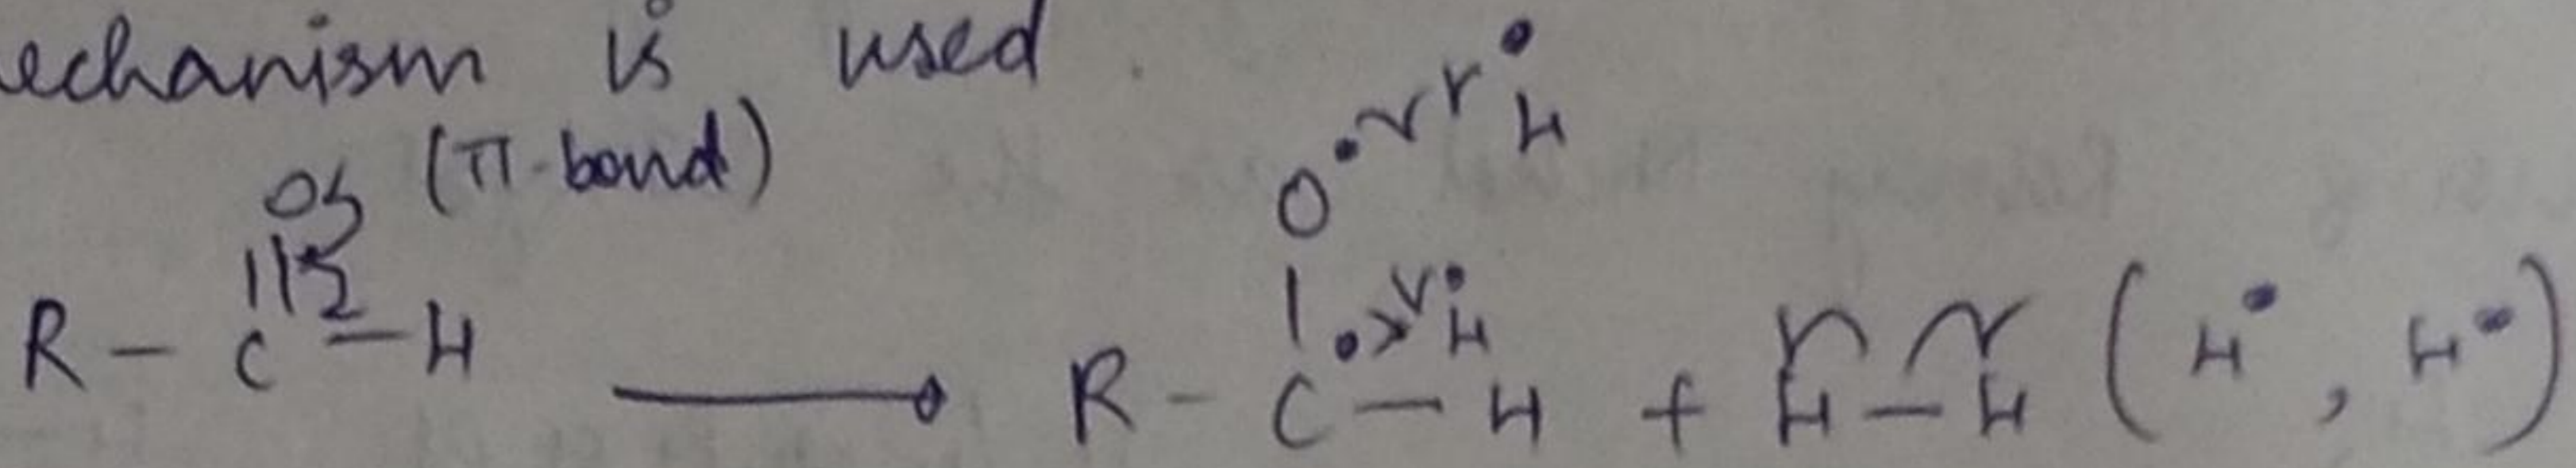 echanism is used.
O (π-bond)
R - C - H → R - C - H + H - H (H•, H•)
O • • H
• • H